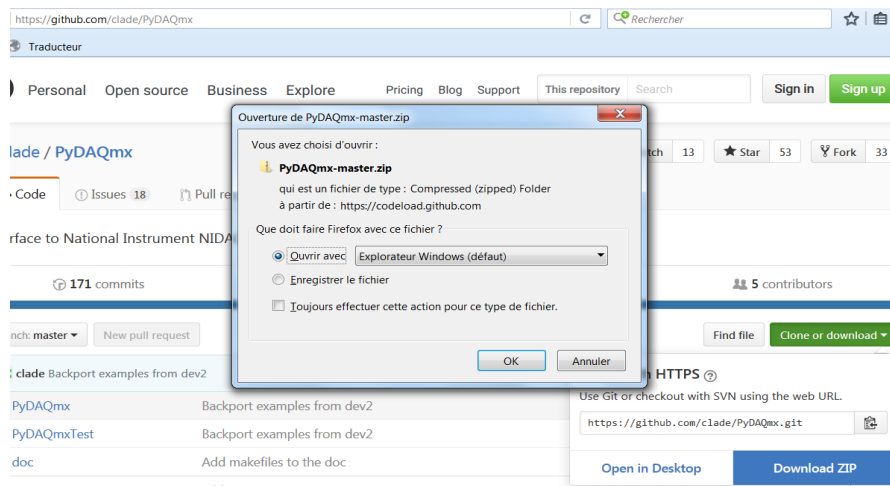 https://github.com/clade/PyDAQmx
Rechercher
Traducteur
Personal Open source Business Explore Pricing Blog Support This repository Search Sign in Sign up
Ouverture de PyDAQmx-master.zip
Vous avez choisi d'ouvrir :
PyDAQmx-master.zip
qui est un fichier de type : Compressed (zipped) Folder
à partir de : https://codeload.github.com
Que doit faire Firefox avec ce fichier ?
Ouvrir avec Explorateur Windows (défaut)
Enregistrer le fichier
Toujours effectuer cette action pour ce type de fichier.
OK Annuler
lade / PyDAQmx tch 13 Star 53 Fork 33
Code Issues 18 Pull re
rface to National Instrument NIDA
171 commits 5 contributors
nch: master New pull request Find file Clone or download
clade Backport examples from dev2
PyDAQmx Backport examples from dev2
PyDAQmxTest Backport examples from dev2
doc Add makefiles to the doc
h HTTPS
Use Git or checkout with SVN using the web URL.
https://github.com/clade/PyDAQmx.git
Open in Desktop Download ZIP